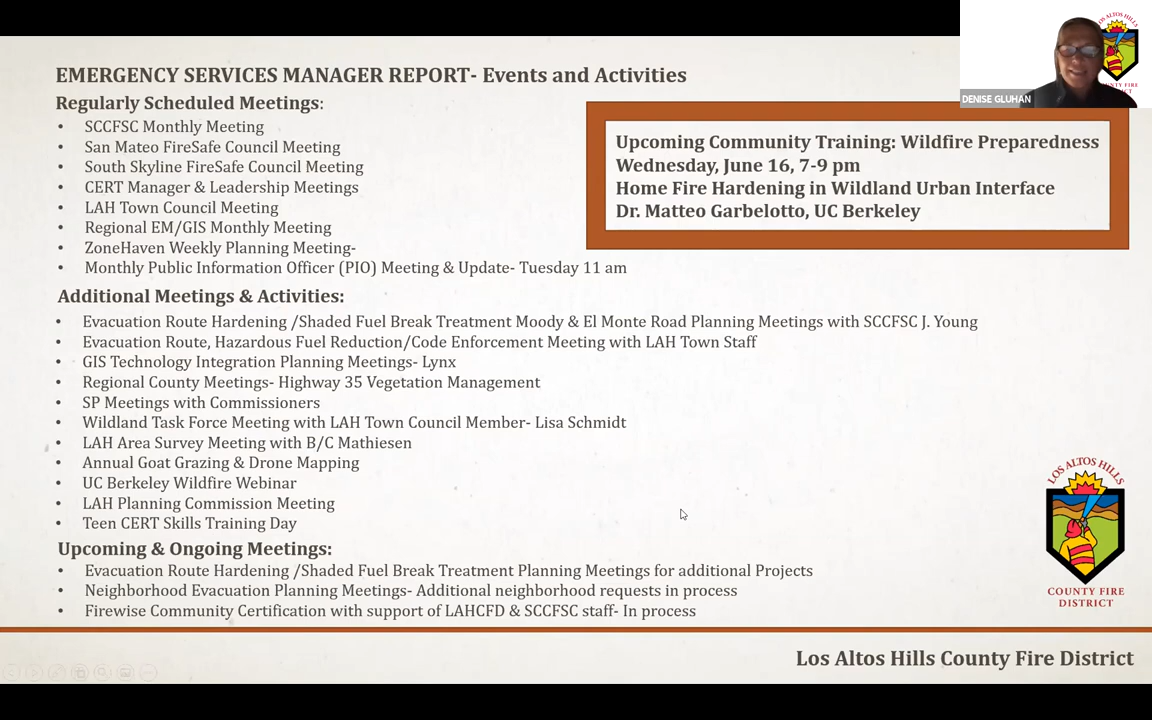 EMERGENCY SERVICES MANAGER REPORT- Events and Activities
Regularly Scheduled Meetings:
• SCCFSC Monthly Meeting
• San Mateo FireSafe Council Meeting
• South Skyline FireSafe Council Meeting
• CERT Manager & Leadership Meetings
• LAH Town Council Meeting
• Regional EM/GIS Monthly Meeting
• ZoneHaven Weekly Planning Meeting-
• Monthly Public Information Officer (PIO) Meeting & Update- Tuesday 11 am
Upcoming Community Training: Wildfire Preparedness
Wednesday, June 16, 7-9 pm
Home Fire Hardening in Wildland Urban Interface
Dr. Matteo Garbelotto, UC Berkeley
DENISE GLUHAN
Additional Meetings & Activities:
• Evacuation Route Hardening /Shaded Fuel Break Treatment Moody & El Monte Road Planning Meetings with SCCFSC J. Young
• Evacuation Route, Hazardous Fuel Reduction/Code Enforcement Meeting with LAH Town Staff
• GIS Technology Integration Planning Meetings- Lynx
• Regional County Meetings- Highway 35 Vegetation Management
• SP Meetings with Commissioners
• Wildland Task Force Meeting with LAH Town Council Member- Lisa Schmidt
• LAH Area Survey Meeting with B/C Mathiesen
• Annual Goat Grazing & Drone Mapping
• UC Berkeley Wildfire Webinar
• LAH Planning Commission Meeting
• Teen CERT Skills Training Day
Upcoming & Ongoing Meetings:
• Evacuation Route Hardening /Shaded Fuel Break Treatment Planning Meetings for additional Projects
• Neighborhood Evacuation Planning Meetings- Additional neighborhood requests in process
• Firewise Community Certification with support of LAHCFD & SCCFSC staff- In process
LOS ALTOS HILLS
COUNTY FIRE
DISTRICT
Los Altos Hills County Fire District